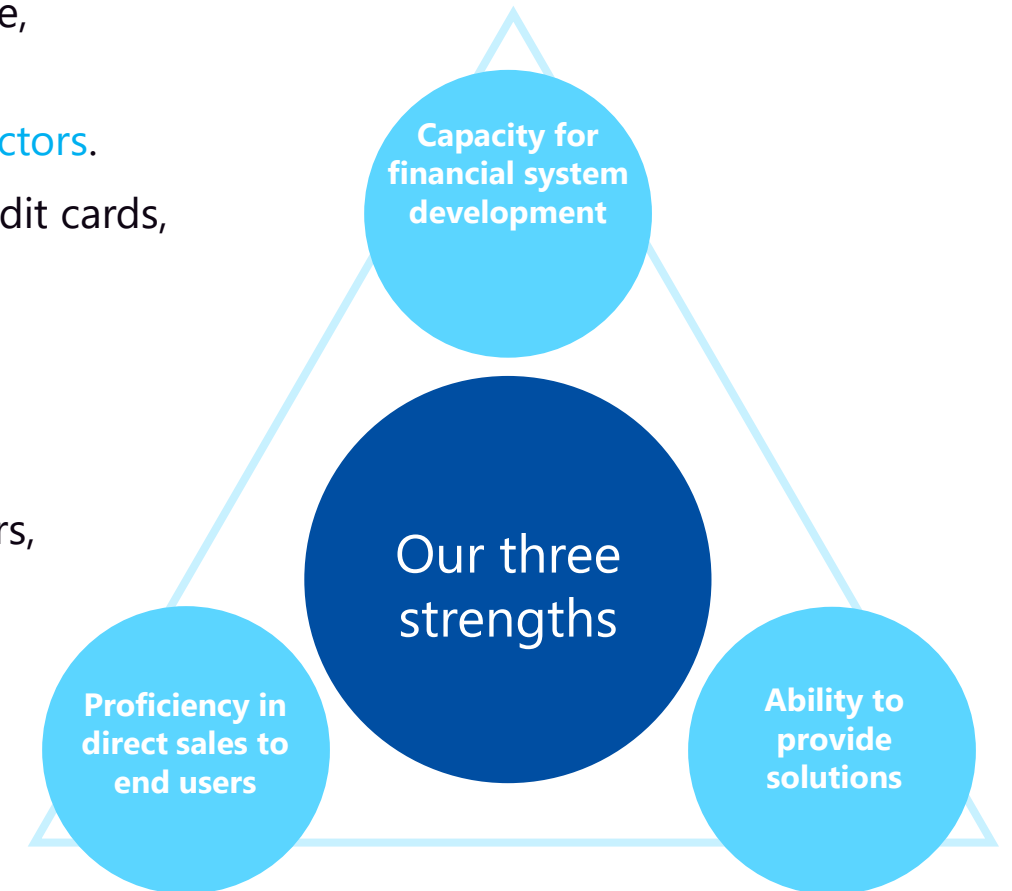 e,
ctors.
dit cards,
rs,
Capacity for
financial system
development
Our three
strengths
Proficiency in
direct sales to
end users
Ability to
provide
solutions